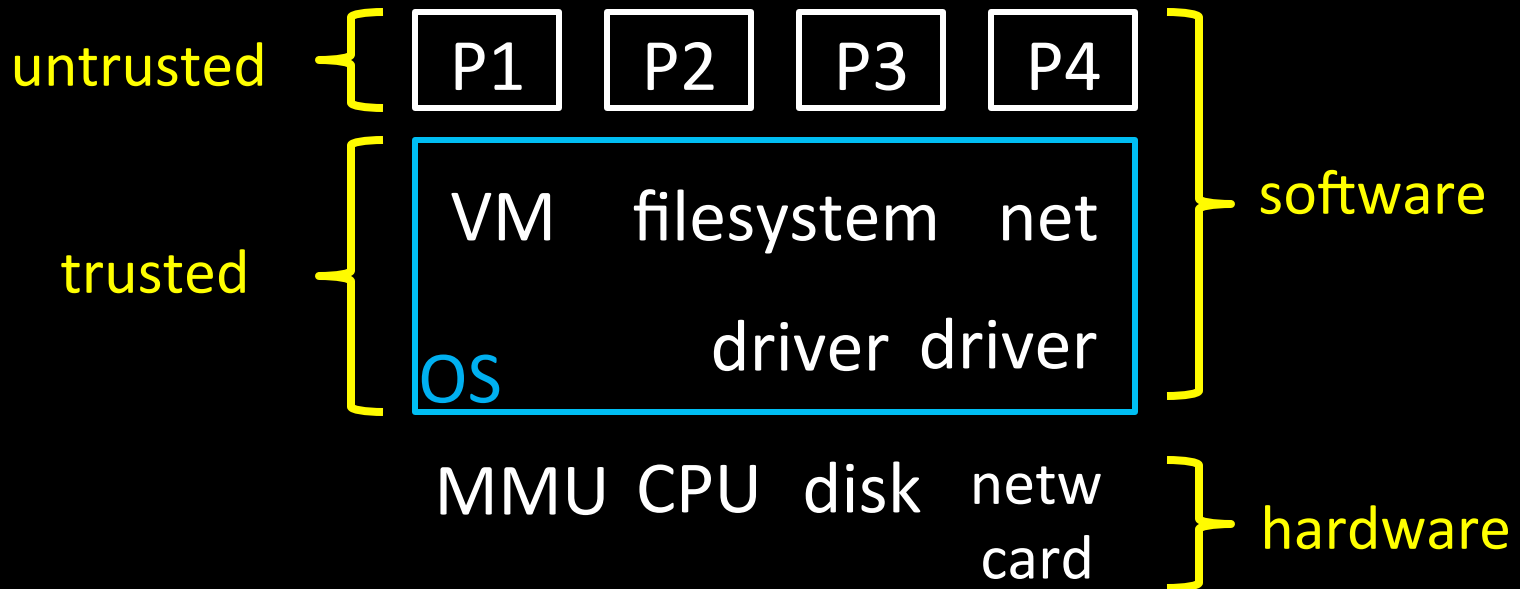 untrusted P1 P2 P3 P4
software
VM filesystem net
trusted
driver driver
OS
MMU CPU disk netw
card
hardware